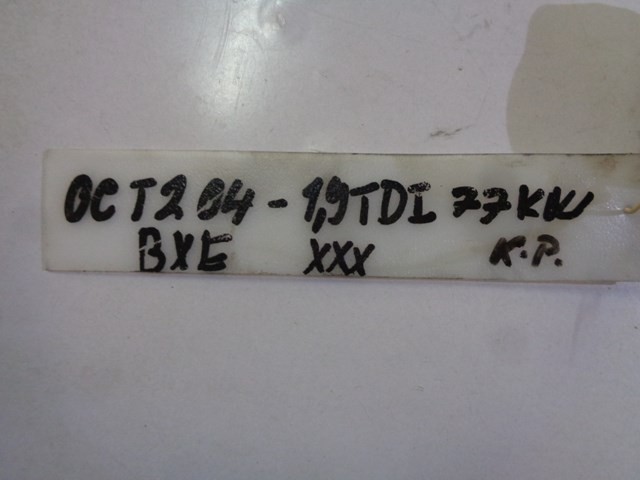 OCT2 04 - 1,9TDI 77KW
BXE XXX K.P.